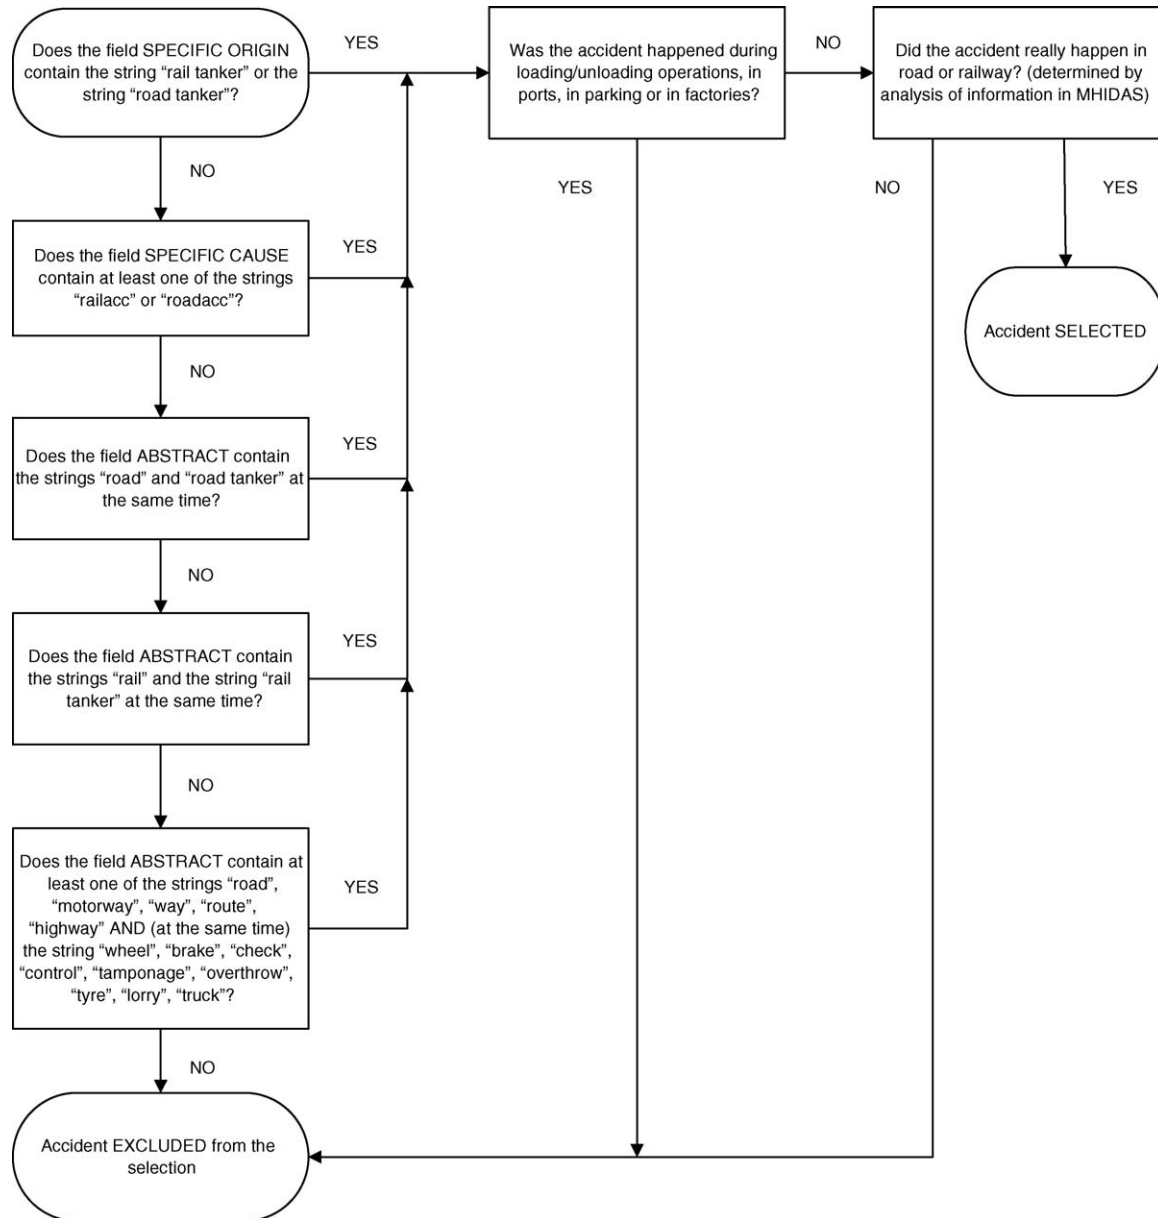 Does the field SPECIFIC ORIGIN
contain the string “rail tanker” or the
string “road tanker”?
YES
Was the accident happened during
loading/unloading operations, in
ports, in parking or in factories?
NO
Did the accident really happen in
road or railway? (determined by
analysis of information in MHIDAS)
NO
YES
NO
YES
Does the field SPECIFIC CAUSE
contain at least one of the strings
“railacc” or “roadacc”?
YES
Accident SELECTED
NO
Does the field ABSTRACT contain
the strings “road” and “road tanker” at
the same time?
YES
NO
Does the field ABSTRACT contain
the strings “rail” and the string “rail
tanker” at the same time?
YES
NO
Does the field ABSTRACT contain at
least one of the strings “road”,
“motorway”, “way”, “route”,
“highway” AND (at the same time)
the string “wheel”, “brake”, “check”,
“control”, “tamponage”, “overthrow”,
“tyre”, “lorry”, “truck”?
YES
NO
Accident EXCLUDED from the
selection